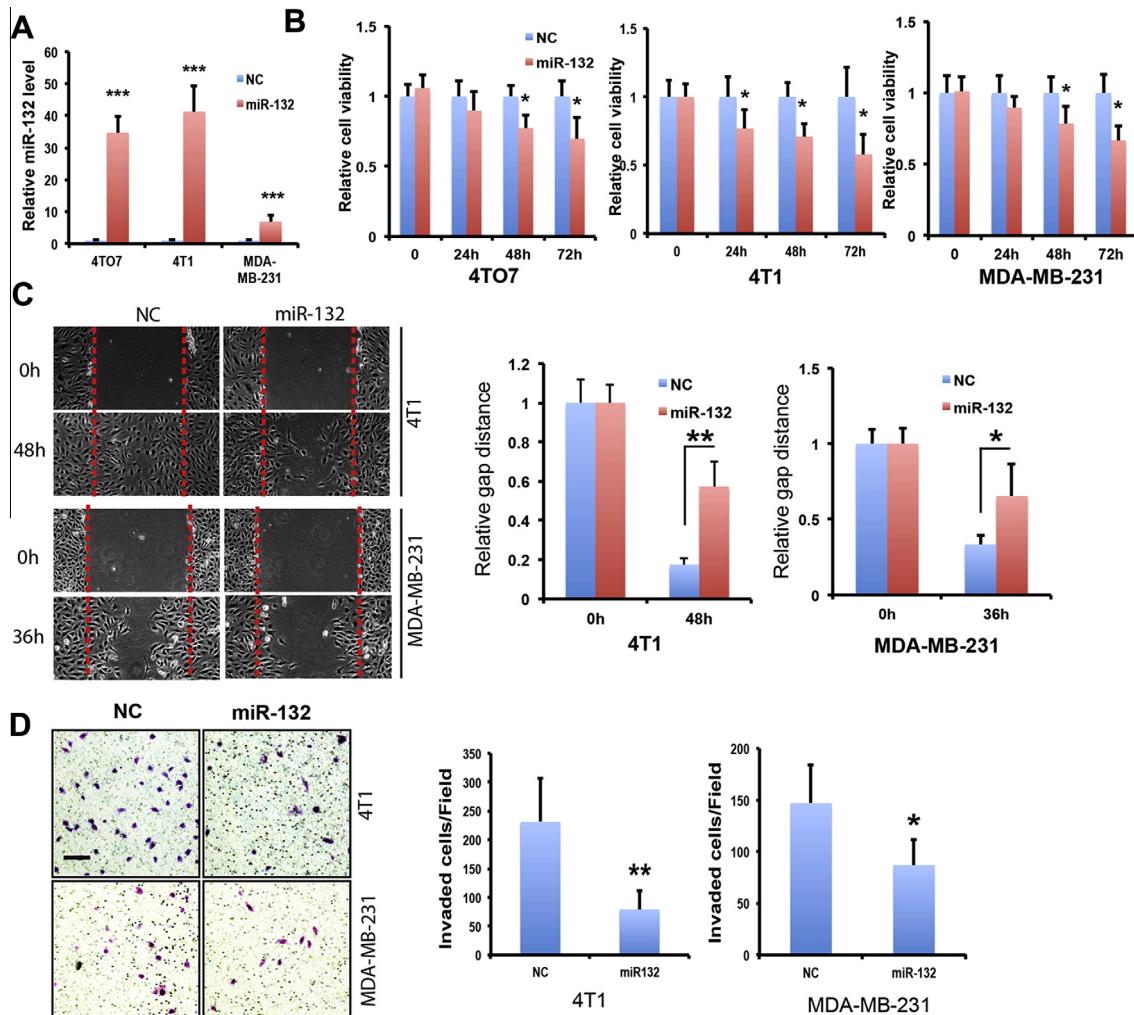 A
Relative miR-132 level
60
50
40
30
20
10
0
***
***
***
NC
miR-132
4TO7
4T1
MDA-
MB-231
B
Relative cell viability
1.5
1
0.5
0
NC
miR-132
*
*
0
24h
48h
72h
4TO7
Relative cell viability
1.5
1
0.5
0
*
*
*
0
24h
48h
72h
4T1
Relative cell viability
1.5
1
0.5
0
*
*
0
24h
48h
72h
MDA-MB-231
C
NC
miR-132
0h
48h
4T1
0h
36h
MDA-MB-231
Relative gap distance
1.2
1
0.8
0.6
0.4
0.2
0
NC
miR-132
**
0h
48h
4T1
Relative gap distance
1.5
1
0.5
0
NC
miR-132
*
0h
36h
MDA-MB-231
D
NC
miR-132
4T1
MDA-MB-231
Invaded cells/Field
350
300
250
200
150
100
50
0
**
NC
miR132
4T1
Invaded cells/Field
200
150
100
50
0
*
NC
miR-132
MDA-MB-231